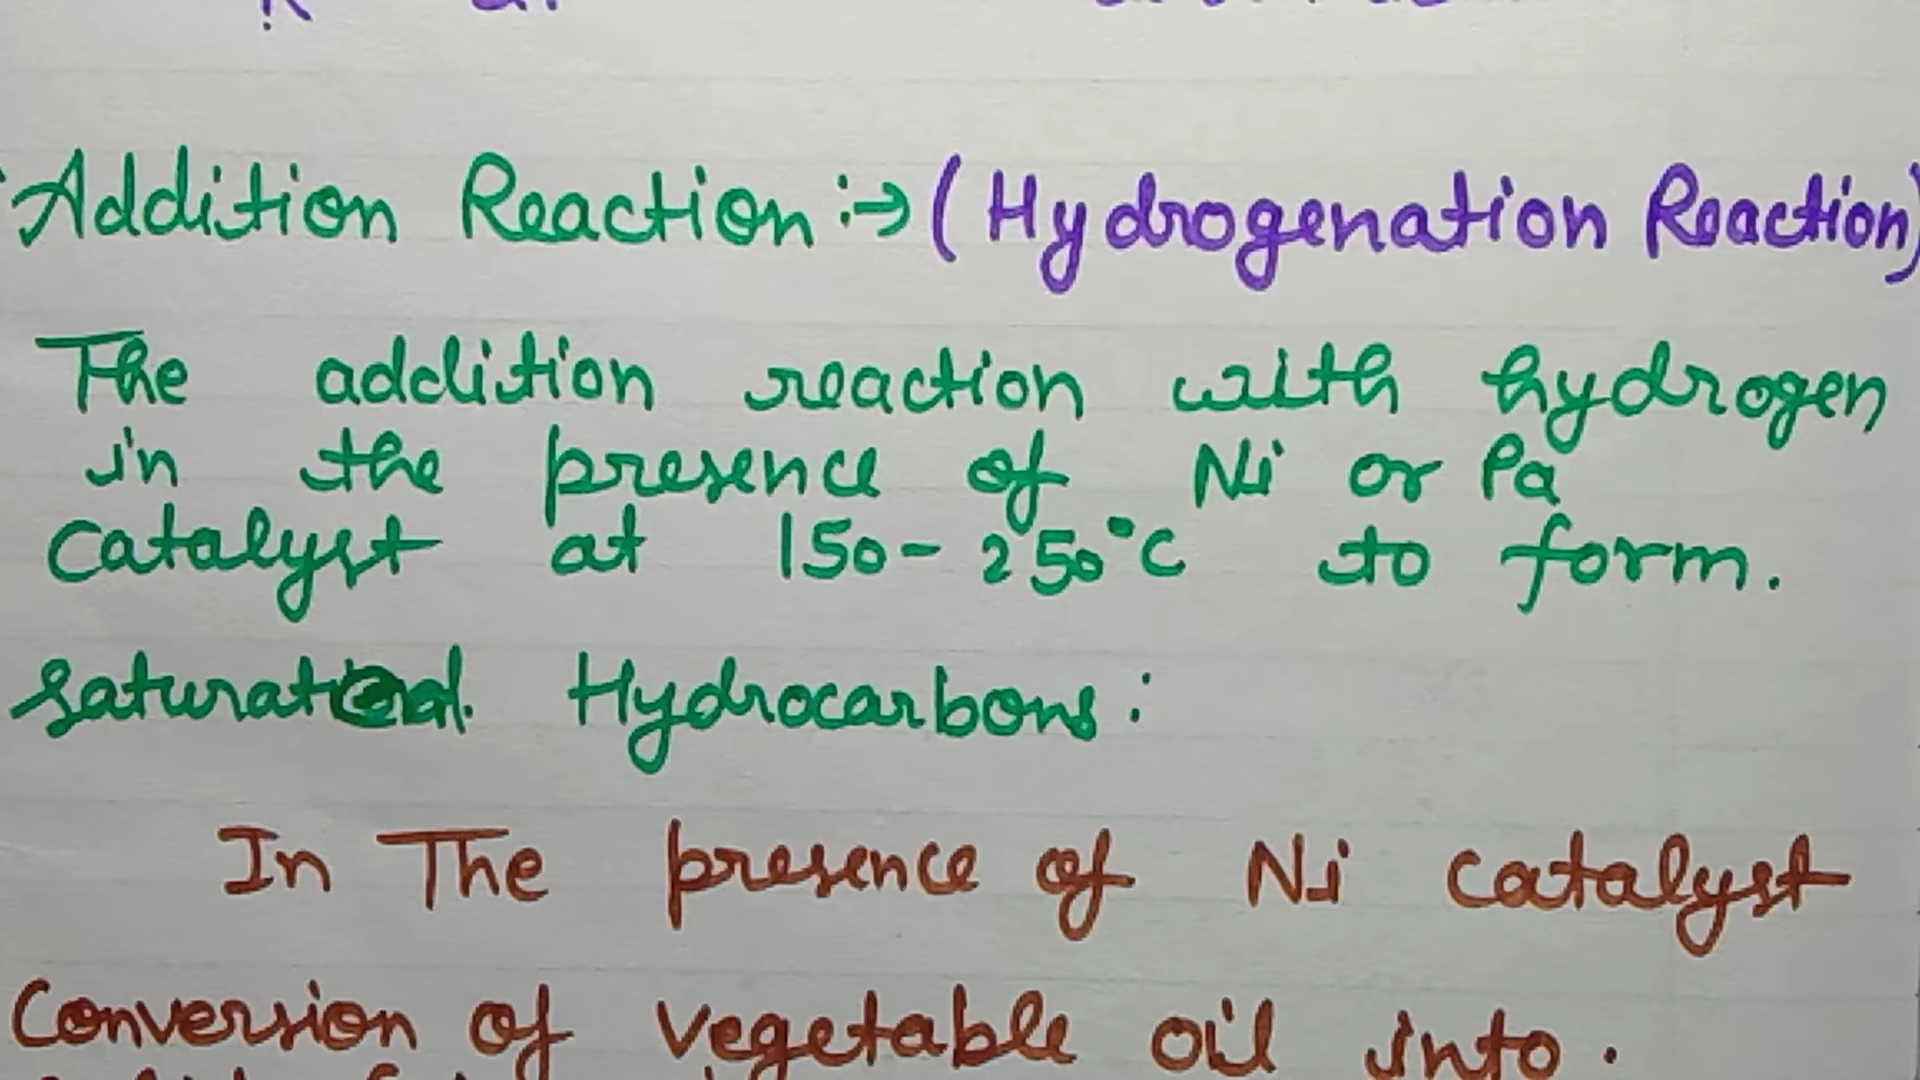 Addition Reaction :→ (Hydrogenation Reaction)
The addition reaction with hydrogen
in the presence of Ni or Pa
catalyst at 150-250°C to form.
saturated. Hydrocarbons:
In The presence of Ni catalyst
Conversion of vegetable oil into.